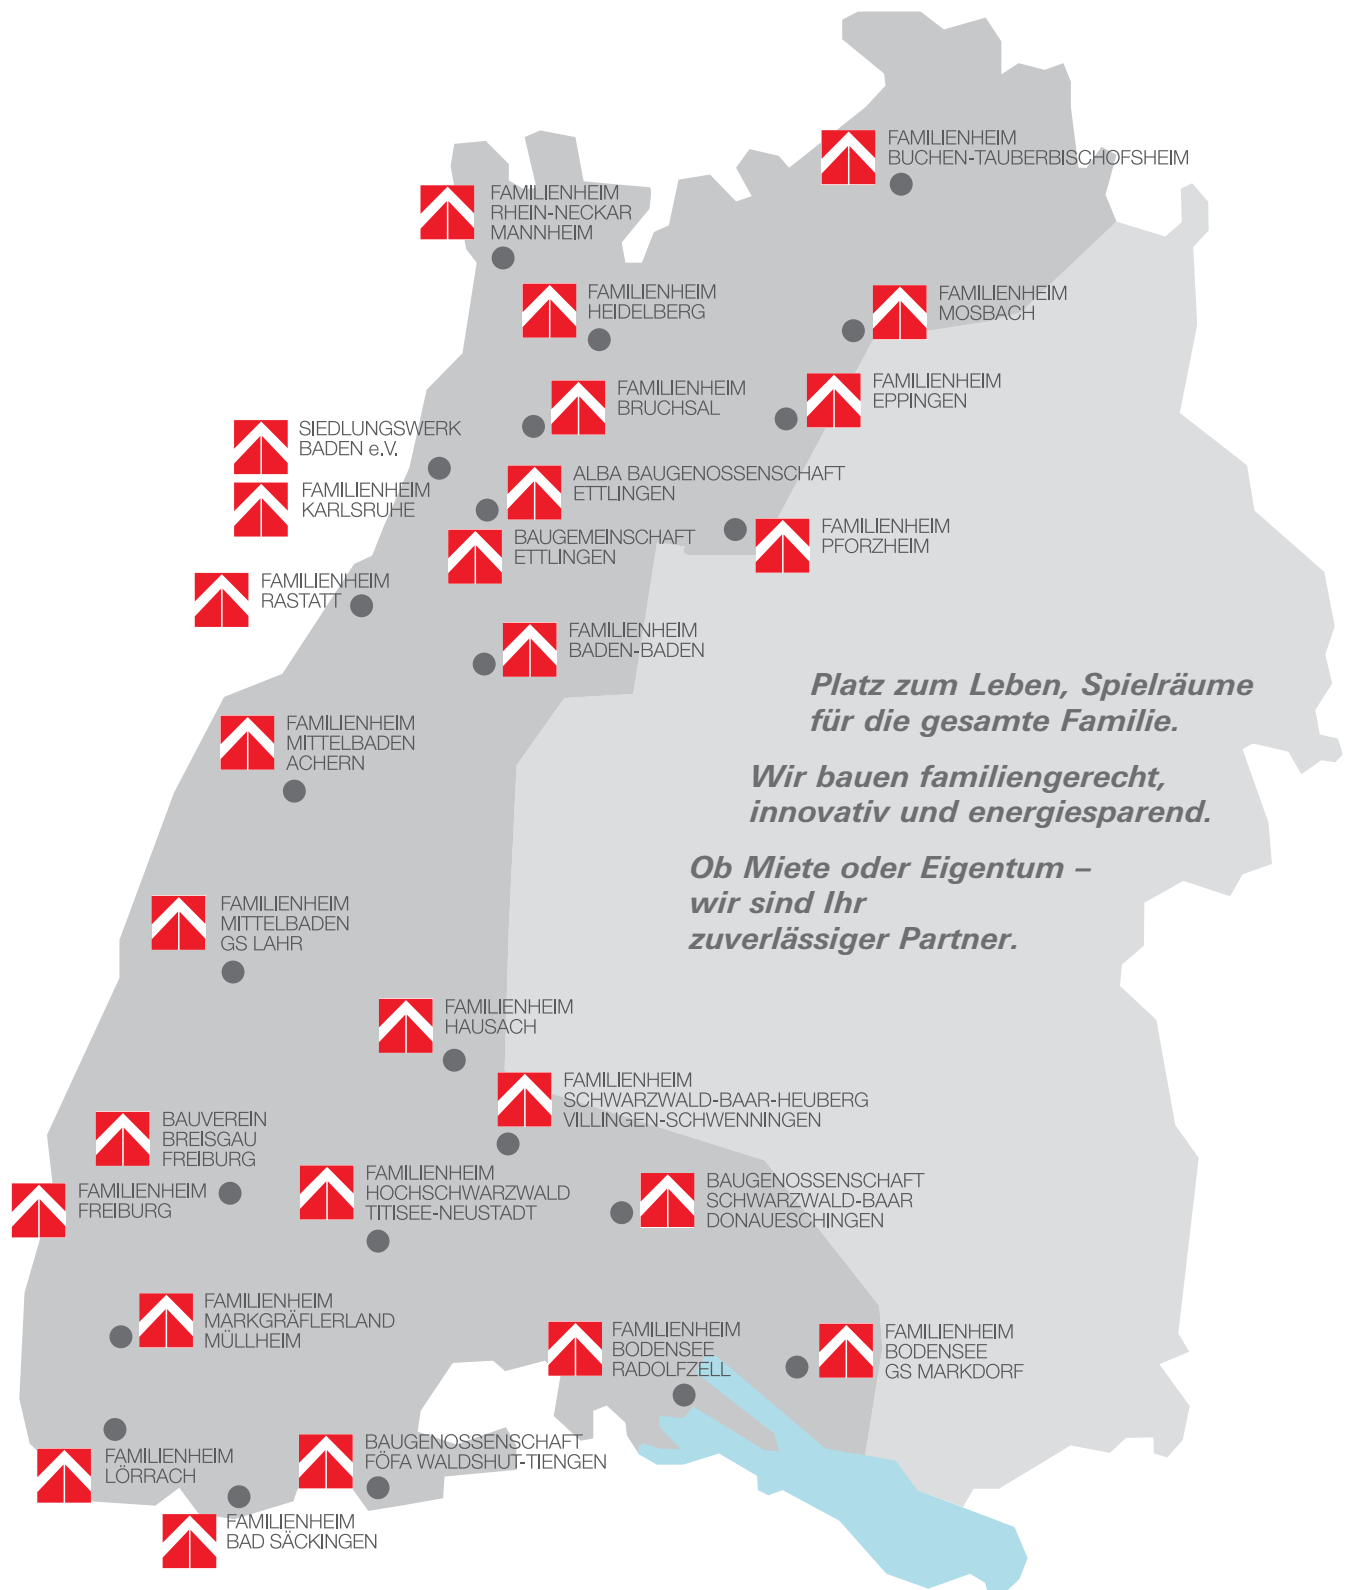 FAMILIENHEIM
BUCHEN-TAUBERBISCHOFSHEIM
FAMILIENHEIM
RHEIN-NECKAR
MANNHEIM
FAMILIENHEIM
HEIDELBERG
FAMILIENHEIM
MOSBACH
FAMILIENHEIM
BRUCHSAL
FAMILIENHEIM
EPPINGEN
SIEDLUNGSWERK
BADEN e.V.
FAMILIENHEIM
KARLSRUHE
ALBA BAUGENOSSENSCHAFT
ETTLINGEN
BAUGEMEINSCHAFT
ETTLINGEN
FAMILIENHEIM
PFORZHEIM
FAMILIENHEIM
RASTATT
FAMILIENHEIM
BADEN-BADEN
Platz zum Leben, Spielräume
für die gesamte Familie.
Wir bauen familiengerecht,
innovativ und energiesparend.
Ob Miete oder Eigentum –
wir sind Ihr
zuverlässiger Partner.
FAMILIENHEIM
MITTELBADEN
ACHERN
FAMILIENHEIM
MITTELBADEN
GS LAHR
FAMILIENHEIM
HAUSACH
FAMILIENHEIM
SCHWARZWALD-BAAR-HEUBERG
VILLINGEN-SCHWENNINGEN
BAUVEREIN
BREISGAU
FREIBURG
FAMILIENHEIM
FREIBURG
FAMILIENHEIM
HOCHSCHWARZWALD
TITISEE-NEUSTADT
BAUGENOSSENSCHAFT
SCHWARZWALD-BAAR
DONAUESCHINGEN
FAMILIENHEIM
MARKGRÄFLERLAND
MÜLLHEIM
FAMILIENHEIM
BODENSEE
RADOLFZELL
FAMILIENHEIM
BODENSEE
GS MARKDORF
FAMILIENHEIM
LÖRRACH
BAUGENOSSENSCHAFT
FÖFA WALDSHUT-TIENGEN
FAMILIENHEIM
BAD SÄCKINGEN